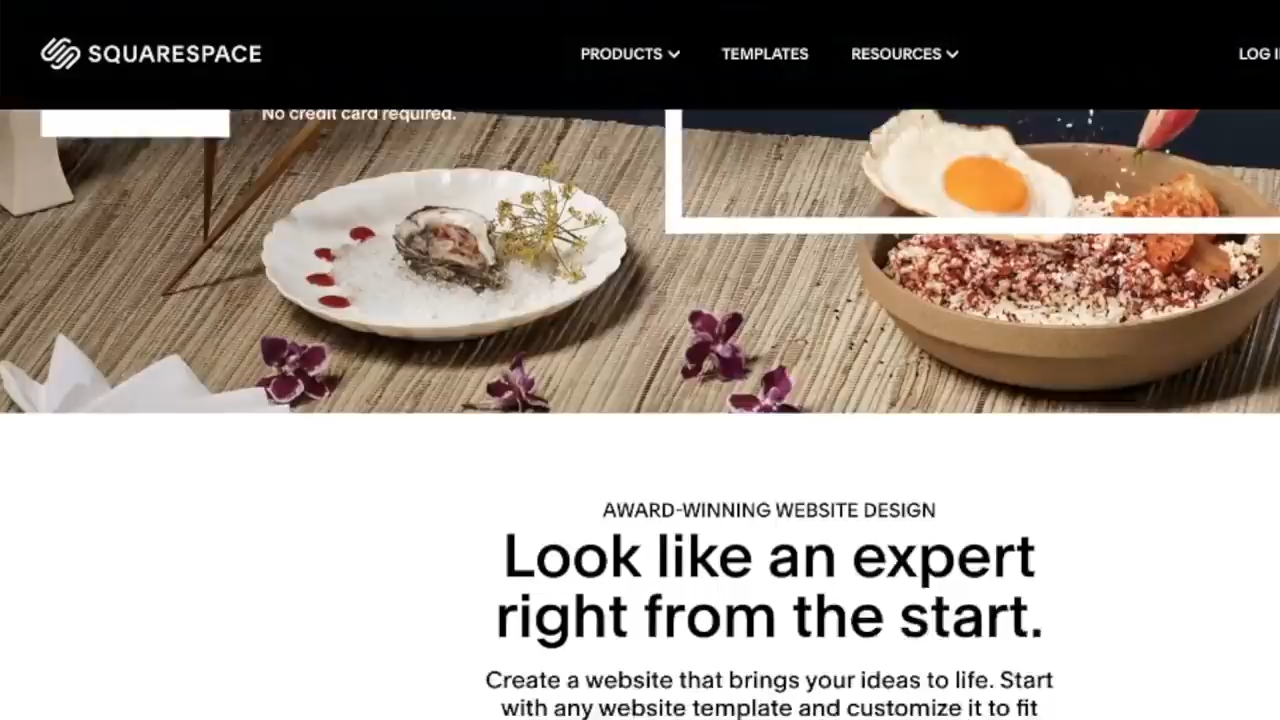 SQUARESPACE
PRODUCTS
TEMPLATES
RESOURCES
LOG
No credit card required.
AWARD-WINNING WEBSITE DESIGN
Look like an expert
right from the start.
Create a website that brings your ideas to life. Start
with any website template and customize it to fit